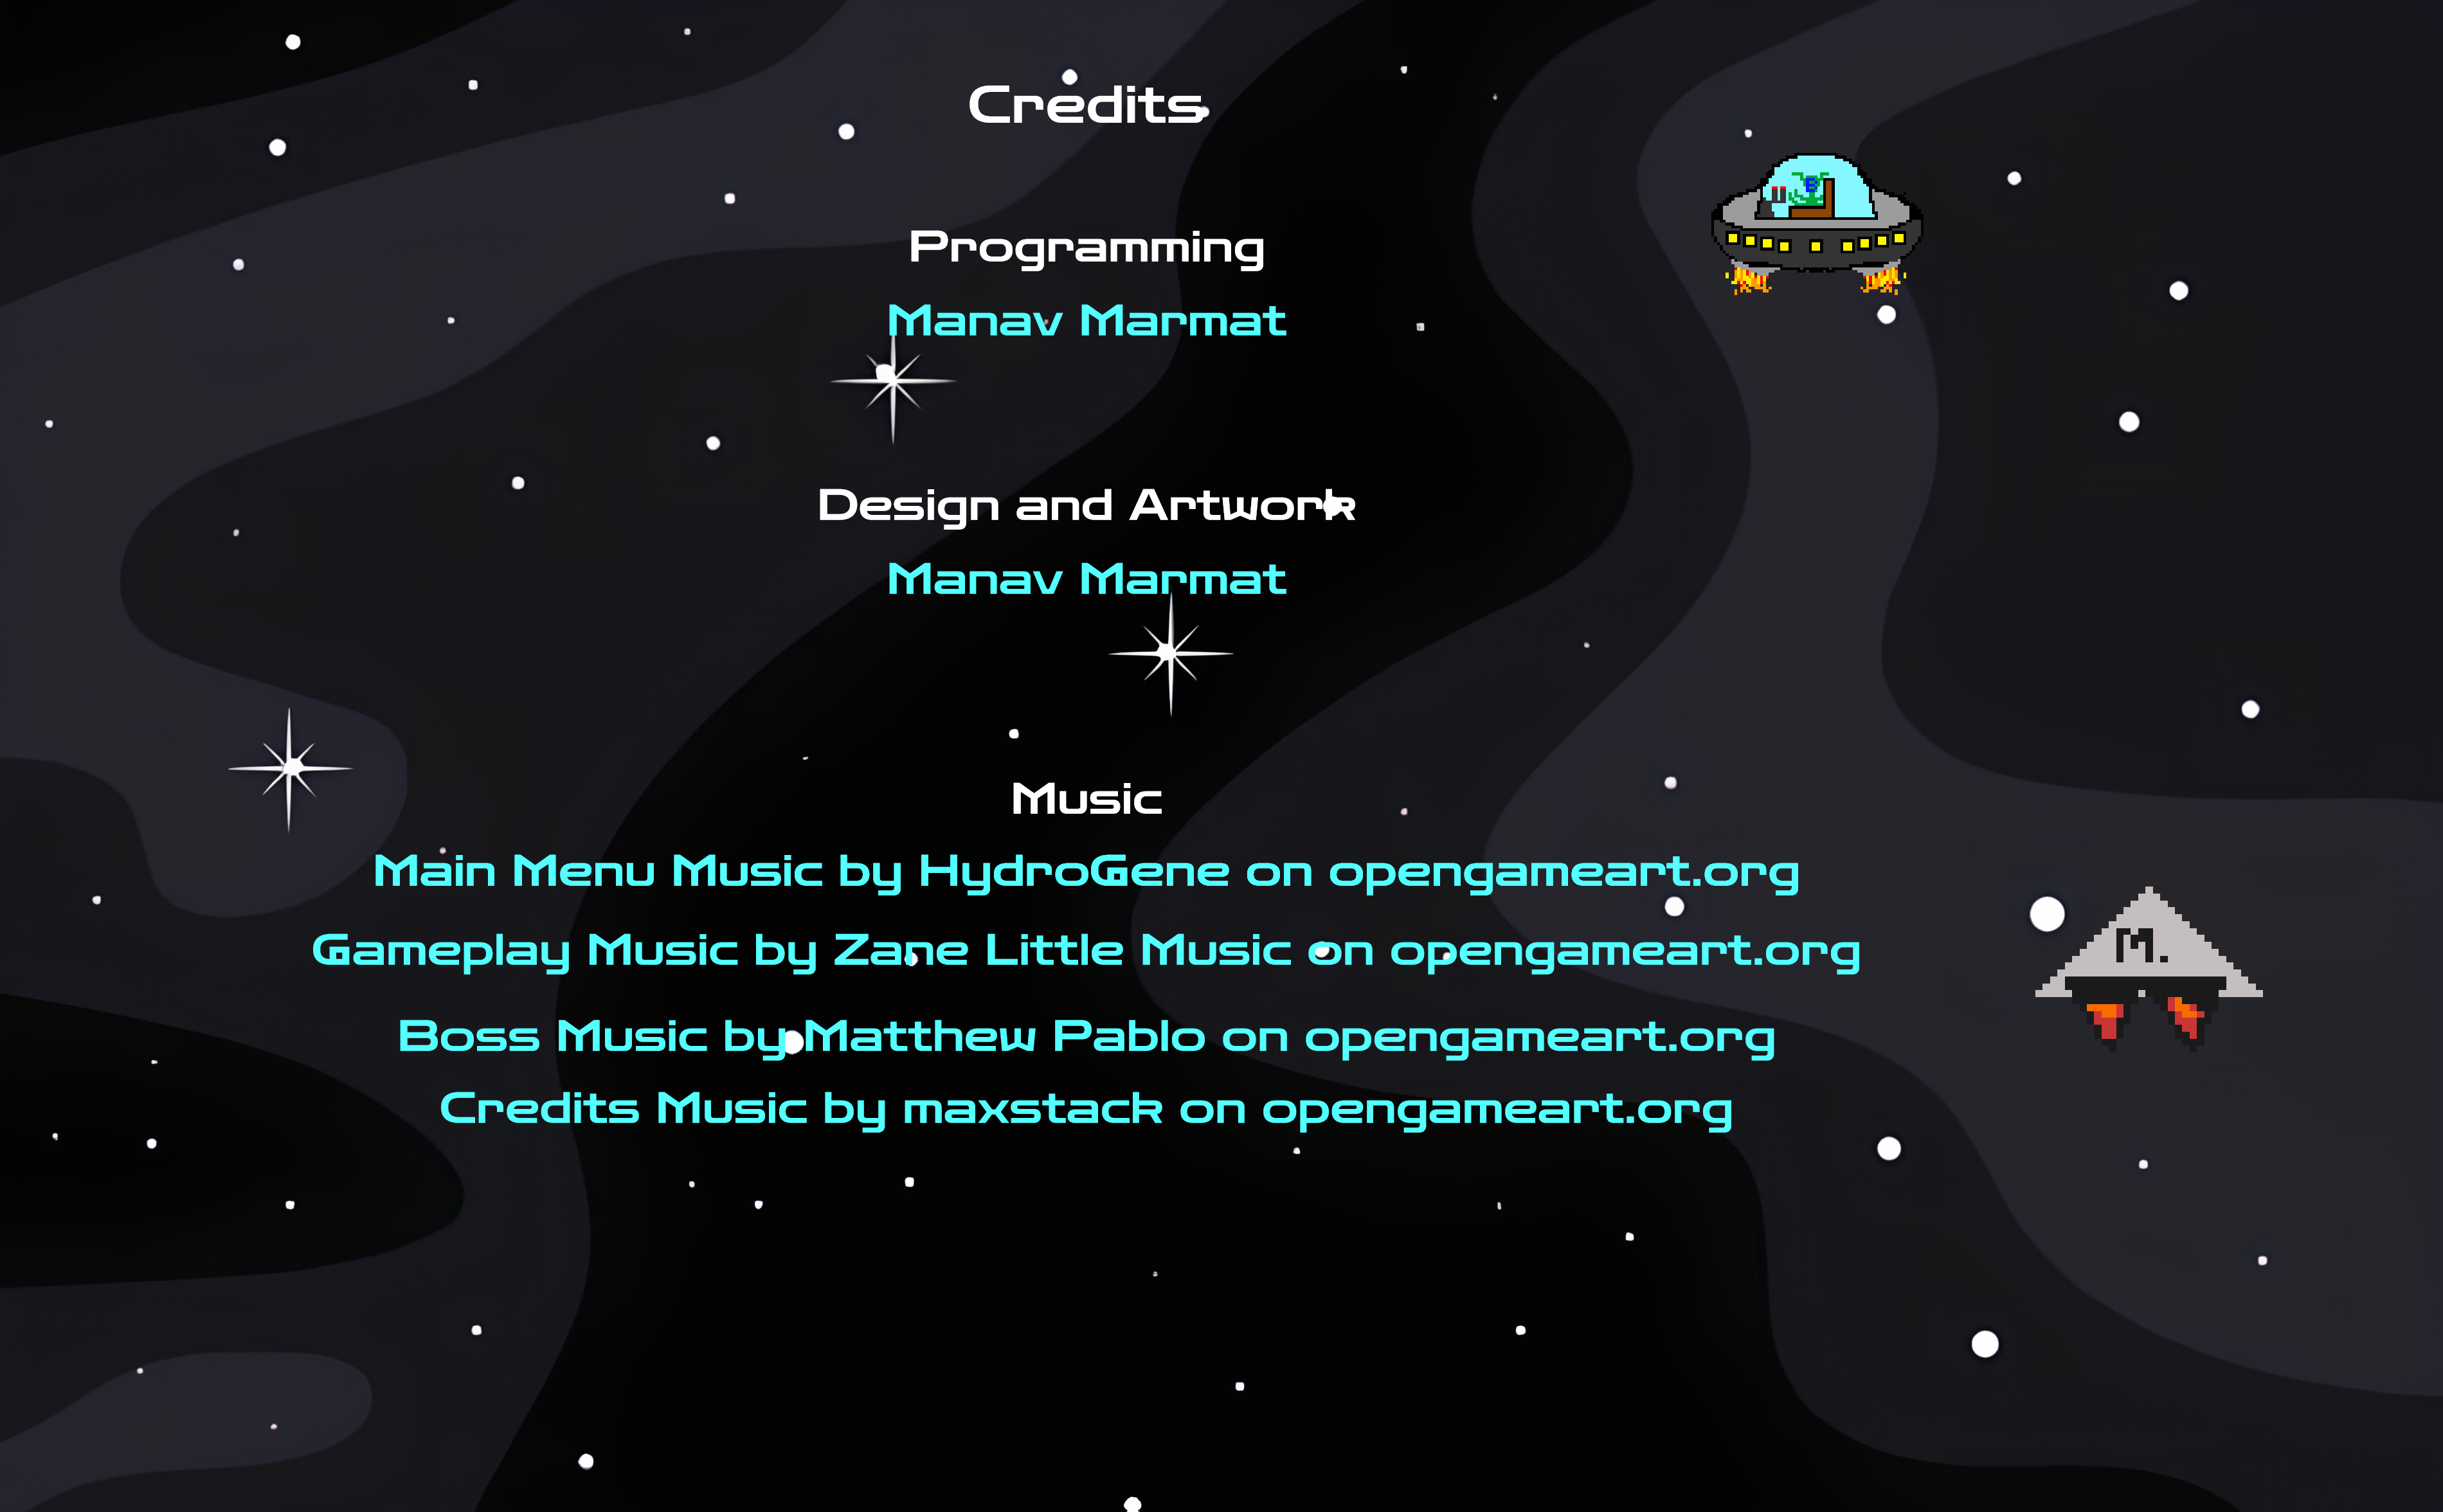 Credits
Programming
Manav Marmat
Design and Artwork
Manav Marmat
Music
Main Menu Music by HydroGene on opengameart.org
Gameplay Music by Zane Little Music on opengameart.org
M.
Boss Music by Matthew Pablo on opengameart.org
Credits Music by maxstack on opengameart.org